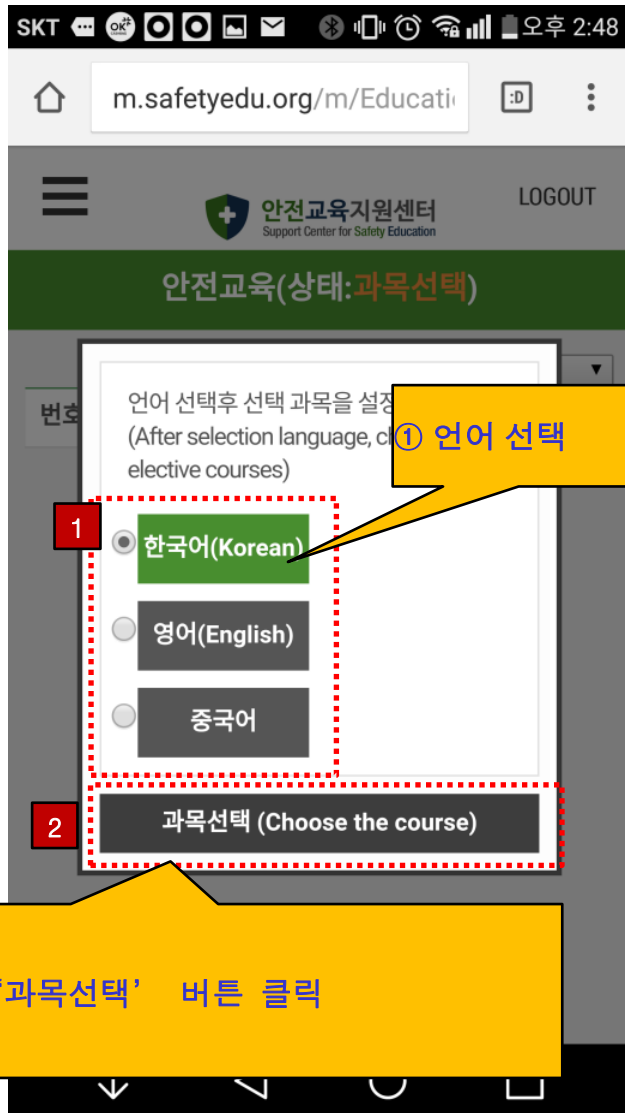 SKT OK 오후 2:48
m.safetyedu.org/m/Educati :D
안전교육지원센터 LOGOUT
Support Center for Safety Education
안전교육(상태:과목선택)
번호
언어 선택후 선택 과목을 설정
(After selection language, ch
elective courses)
① 언어 선택
1
한국어(Korean)
영어(English)
중국어
2
과목선택 (Choose the course)
'과목선택' 버튼 클릭